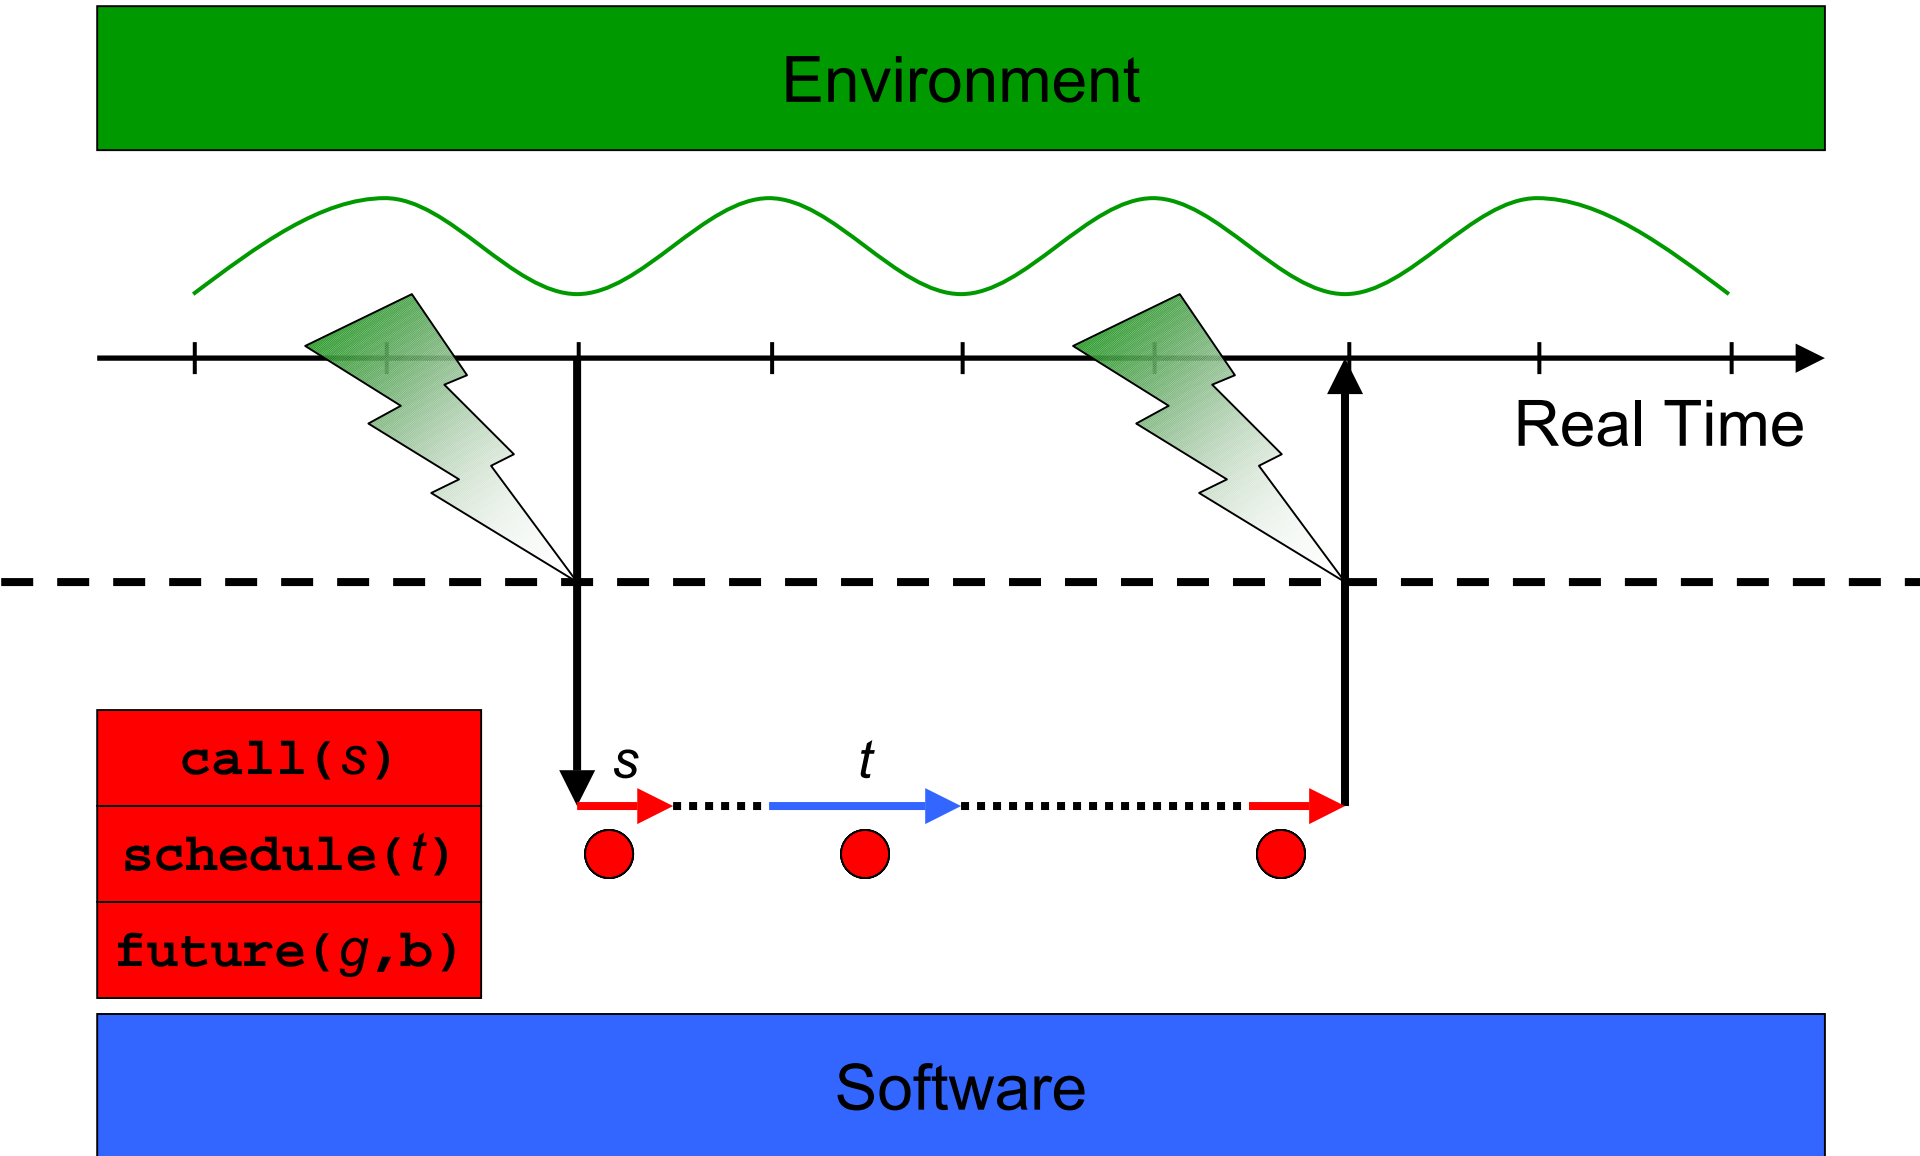 Environment
Real Time
s t
call(s)
schedule(t)
future(g,b)
Software